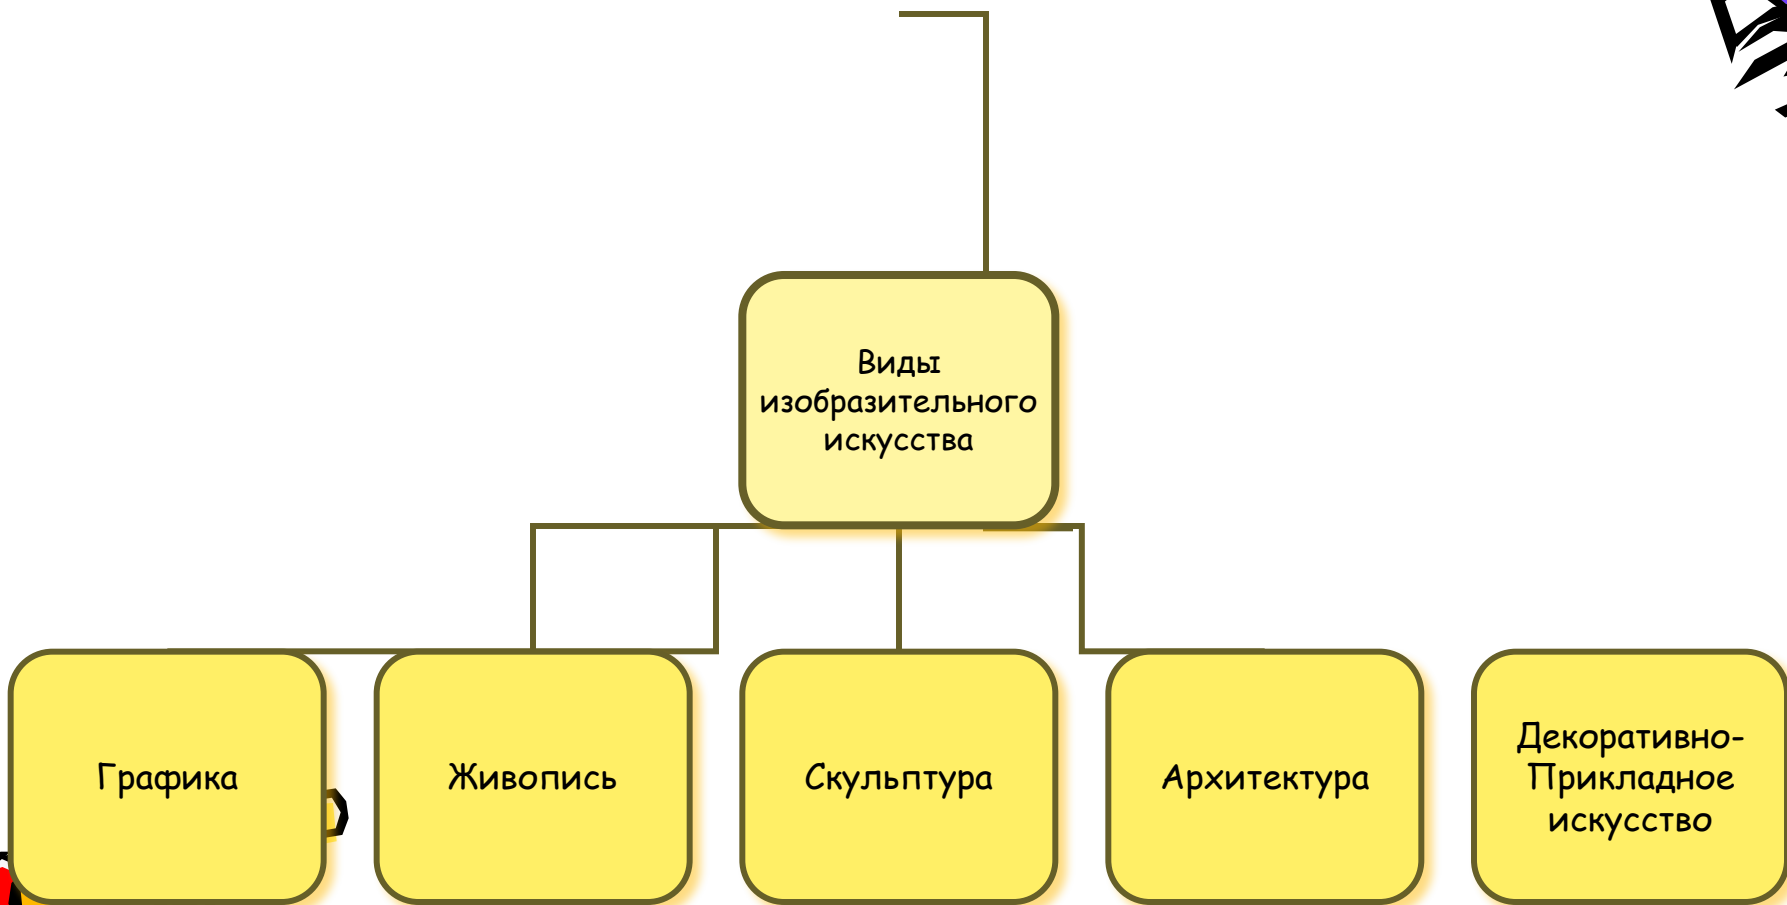 Виды
изобразительного
искусства
Графика
Живопись
Скульптура
Архитектура
Декоративно-
Прикладное
искусство